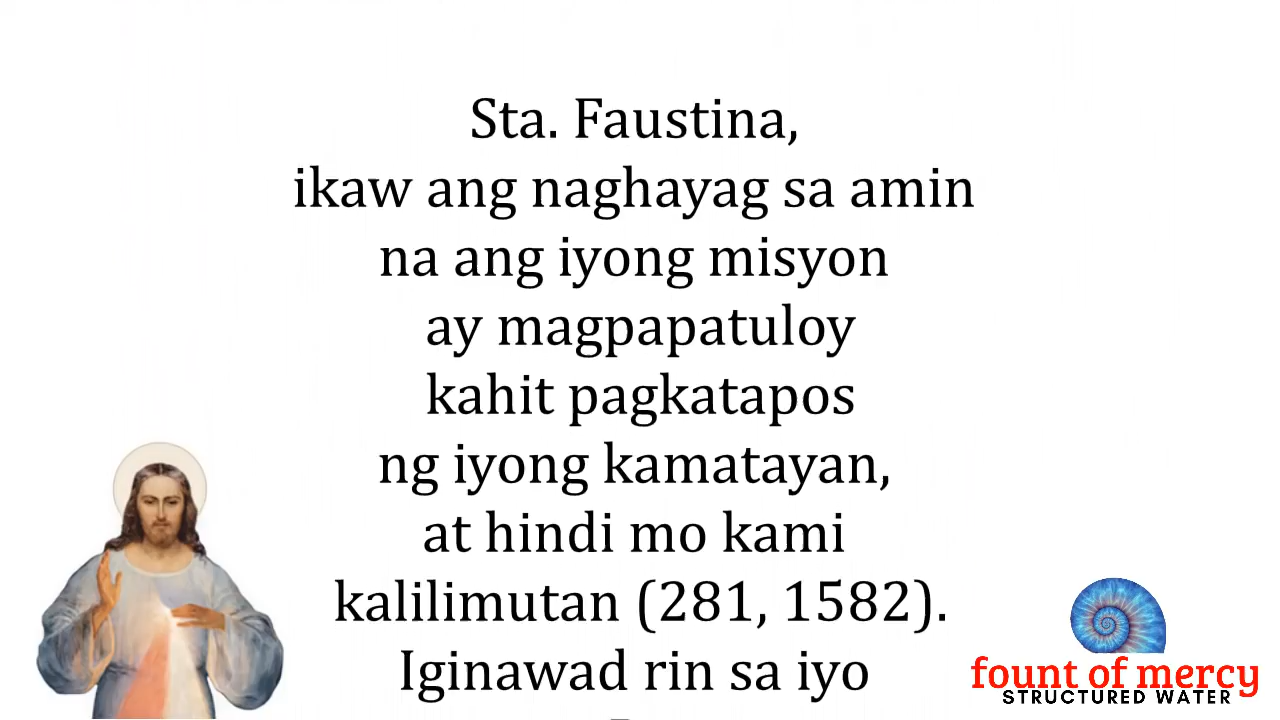 Sta. Faustina,
ikaw ang naghayag sa amin
na ang iyong misyon
ay magpapatuloy
kahit pagkatapos
ng iyong kamatayan,
at hindi mo kami
kalilimutan (281, 1582).
Iginawad rin sa iyo
fount of mercy
STRUCTURED WATER